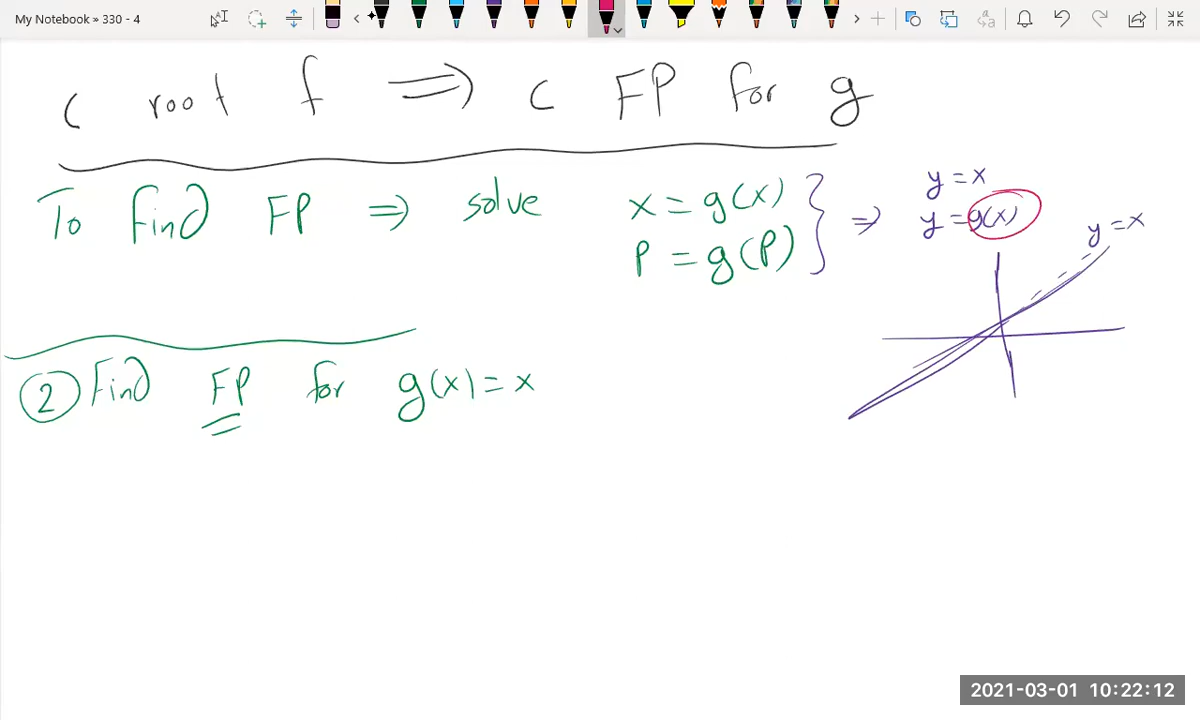 My Notebook » 330 - 4
c root f ⟹ c FP for g
To Find FP ⇒ solve x = g(x)
P = g(P)
⇒ y = x
y = g(x)
y = x
② Find FP for g(x) = x
2021-03-01 10:22:12